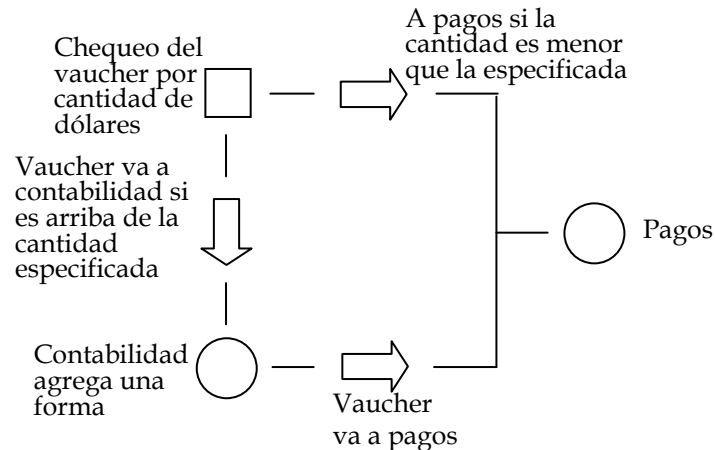 Chequeo del
vaucher por
cantidad de
dólares
A pagos si la
cantidad es menor
que la especificada
Vaucher va a
contabilidad si
es arriba de la
cantidad
especificada
Pagos
Contabilidad
agrega una
forma
Vaucher
va a pagos